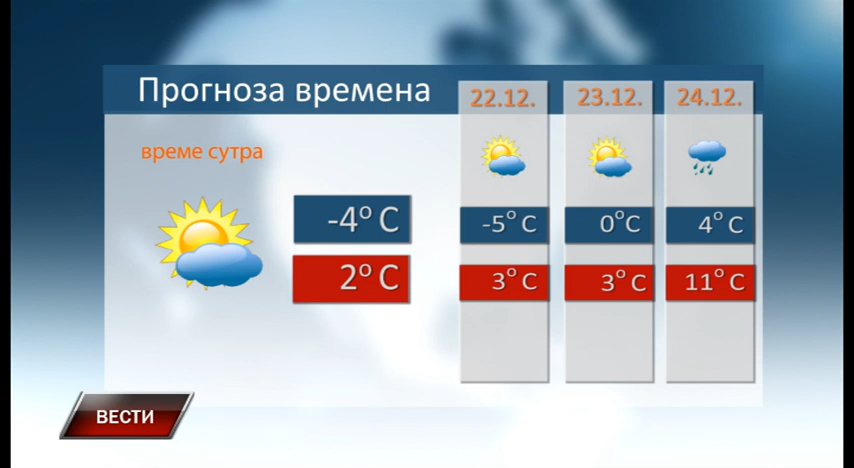 Прогноза времена
време сутра
-4° C
2° C
22.12.
23.12.
24.12.
-5° C
0°C
4° C
3° C
3° C
11° C
ВЕСТИ